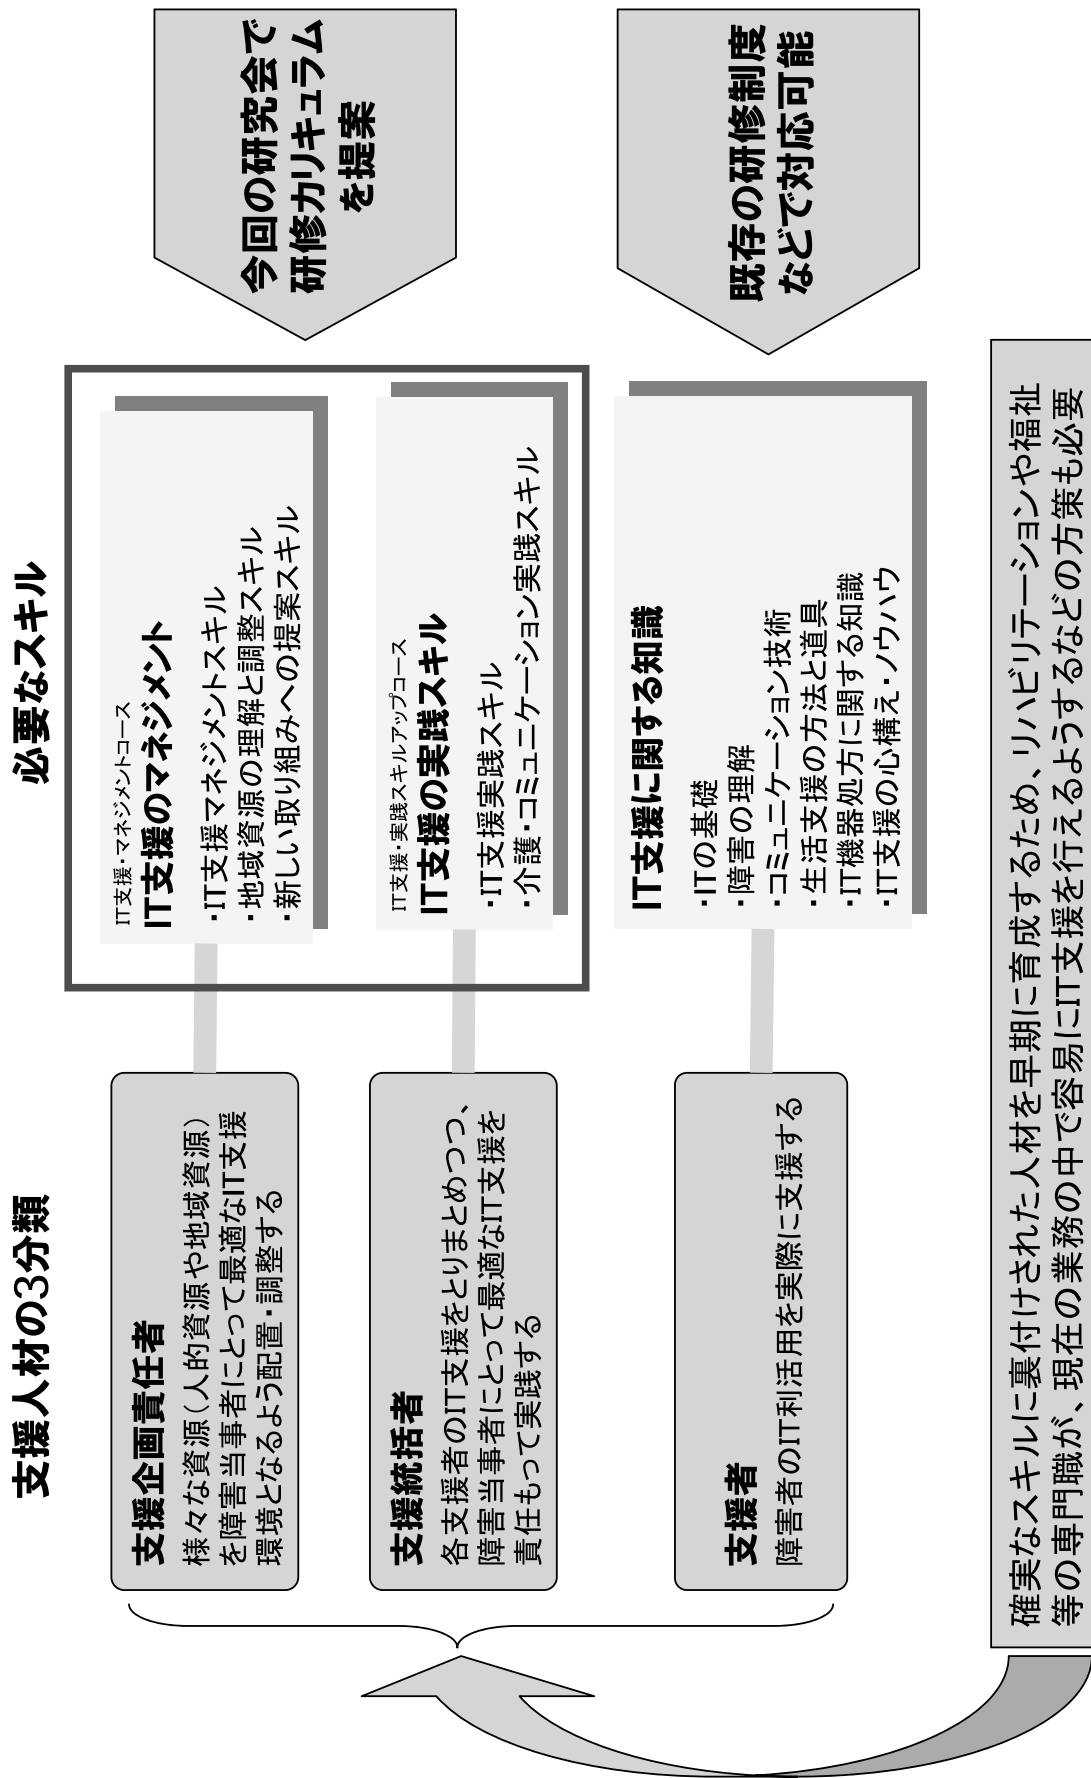 支援人材の3分類
支援企画責任者
様々な資源(人的資源や地域資源)
を障害当事者にとって最適なIT支援
環境となるよう配置・調整する
支援統括者
各支援者のIT支援をとりまとめつつ、
障害当事者にとって最適なIT支援を
責任もって実践する
支援者
障害者のIT利活用を実際に支援する
必要なスキル
IT支援・マネジメントコース
IT支援のマネジメント
・IT支援マネジメントスキル
・地域資源の理解と調整スキル
・新しい取り組みへの提案スキル
IT支援・実践スキルアップコース
IT支援の実践スキル
・IT支援実践スキル
・介護・コミュニケーション実践スキル
IT支援に関する知識
・ITの基礎
・障害の理解
・コミュニケーション技術
・生活支援の方法と道具
・IT機器処方に関する知識
・IT支援の心構え・ノウハウ
今回の研究会で
研修カリキュラム
を提案
既存の研修制度
などで対応可能
確実なスキルに裏付けされた人材を早期に育成するため、リハビリテーションや福祉
等の専門職が、現在の業務の中で容易にIT支援を行えるようするなどの方策も必要